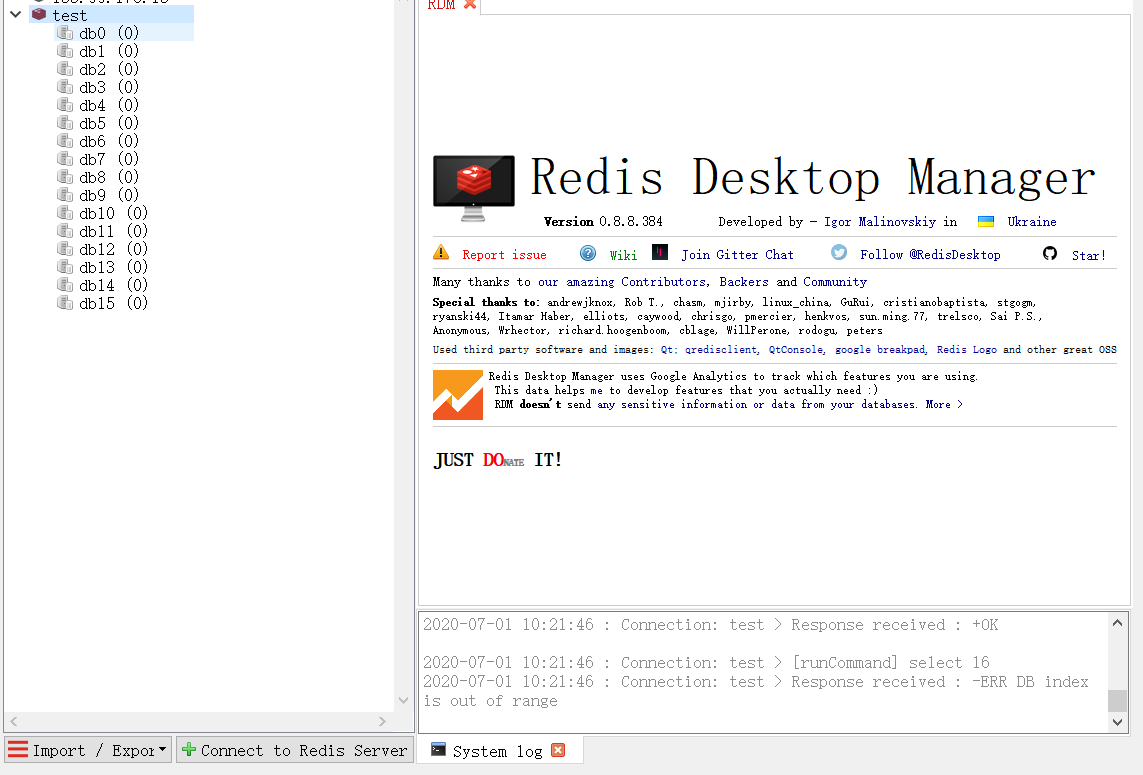 test
db0 (0)
db1 (0)
db2 (0)
db3 (0)
db4 (0)
db5 (0)
db6 (0)
db7 (0)
db8 (0)
db9 (0)
db10 (0)
db11 (0)
db12 (0)
db13 (0)
db14 (0)
db15 (0)
Import / Expor
Connect to Redis Server
RDM
Redis Desktop Manager
Version 0.8.8.384 Developed by - Igor Malinovskiy in Ukraine
Report issue Wiki Join Gitter Chat Follow @RedisDesktop Star!
Many thanks to our amazing Contributors, Backers and Community
Special thanks to: andrewjknox, Rob T., chasm, mjirby, linux_china, GuRui, cristianobaptista, stgogm,
ryanski44, Itamar Haber, elliots, caywood, chrisgo, pmercier, henkvos, sun.ming.77, trelsco, Sai P.S.,
Anonymous, Wrhector, richard.hoogenboom, cblage, WillPerone, rodogu, peters
Used third party software and images: Qt; qredisclient, QtConsole, google breakpad, Redis Logo and other great OSS
Redis Desktop Manager uses Google Analytics to track which features you are using.
This data helps me to develop features that you actually need :)
RDM doesn't send any sensitive information or data from your databases. More >
JUST DONATE IT!
2020-07-01 10:21:46 : Connection: test > Response received : +OK
2020-07-01 10:21:46 : Connection: test > [runCommand] select 16
2020-07-01 10:21:46 : Connection: test > Response received : -ERR DB index
is out of range
System log